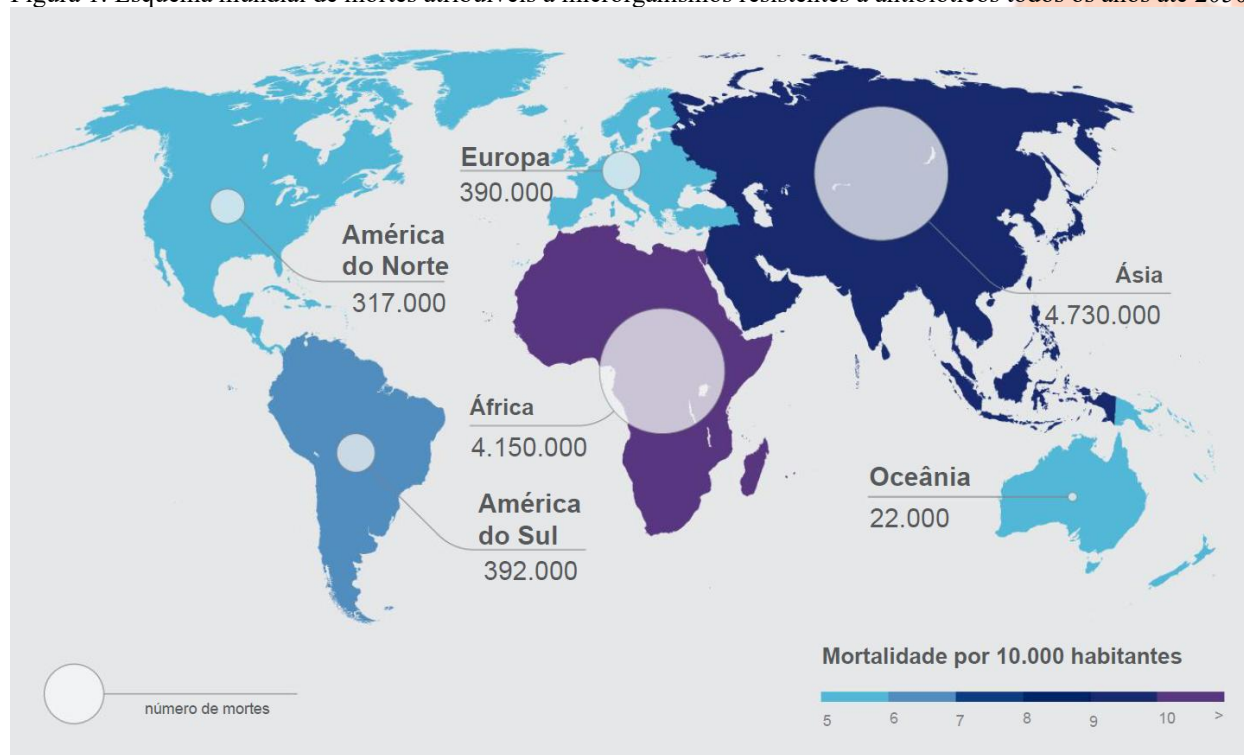 Figura 1. Esquema mundial de mortes atribuíveis a microrganismos resistentes a antibióticos todos os anos até 2050
Europa
390.000
América
do Norte
317.000
Ásia
4.730.000
África
4.150.000
América
do Sul
392.000
Oceânia
22.000
Mortalidade por 10.000 habitantes
5 6 7 8 9 10 >
número de mortes